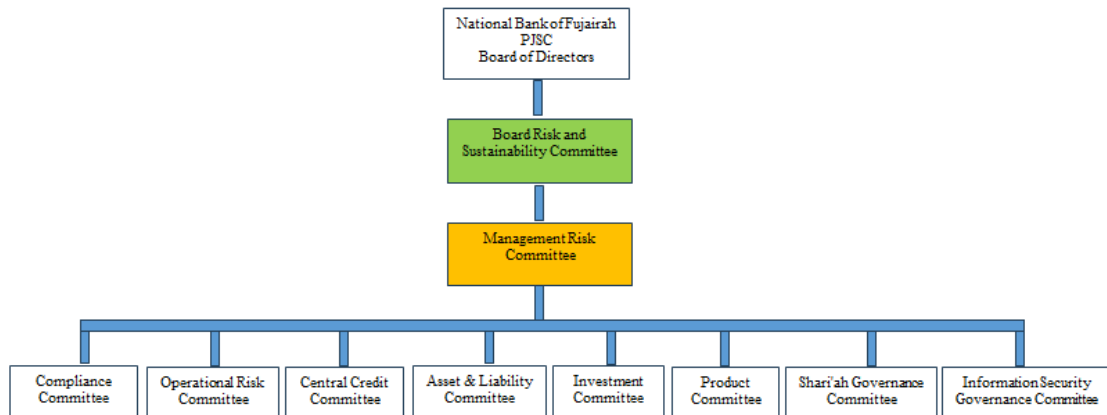 National Bank of Fujairah
PJSC
Board of Directors
Board Risk and
Sustainability Committee
Management Risk
Committee
Compliance
Committee
Operational Risk
Committee
Central Credit
Committee
Asset & Liability
Committee
Investment
Committee
Product
Committee
Shari'ah Governance
Committee
Information Security
Governance Committee